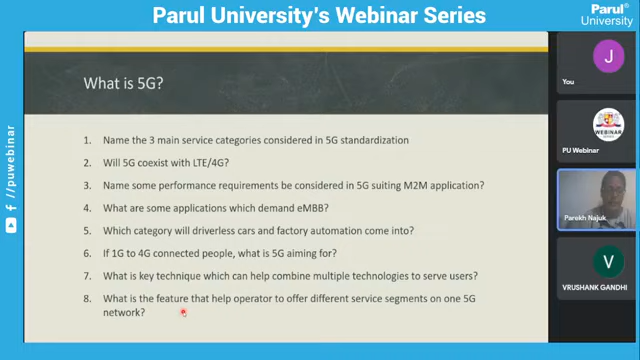 Parul University's Webinar Series
Parul®
University
What is 5G?
1. Name the 3 main service categories considered in 5G standardization
2. Will 5G coexist with LTE/4G?
3. Name some performance requirements be considered in 5G suiting M2M application?
4. What are some applications which demand eMBB?
5. Which category will driverless cars and factory automation come into?
6. If 1G to 4G connected people, what is 5G aiming for?
7. What is key technique which can help combine multiple technologies to serve users?
8. What is the feature that help operator to offer different service segments on one 5G
network?
J
You
WEBINAR
SERIES
PU Webinar
Parekh Najuk
V
VRUSHANK GANDHI
/puwebinar